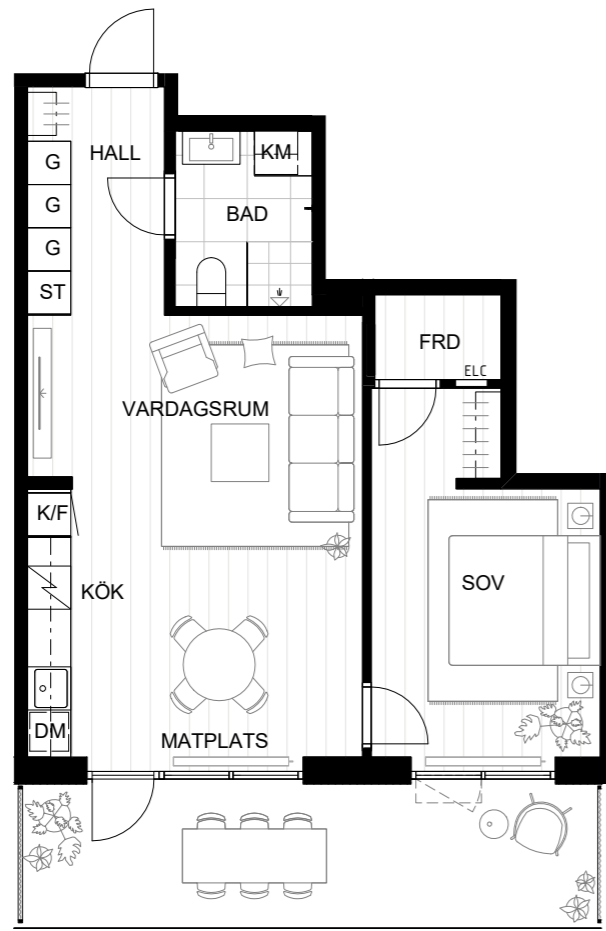 HALL
KM
G
G
BAD
G
ST
FRD
ELC
VARDAGSRUM
K/F
SOV
KÖK
DM
MATPLATS